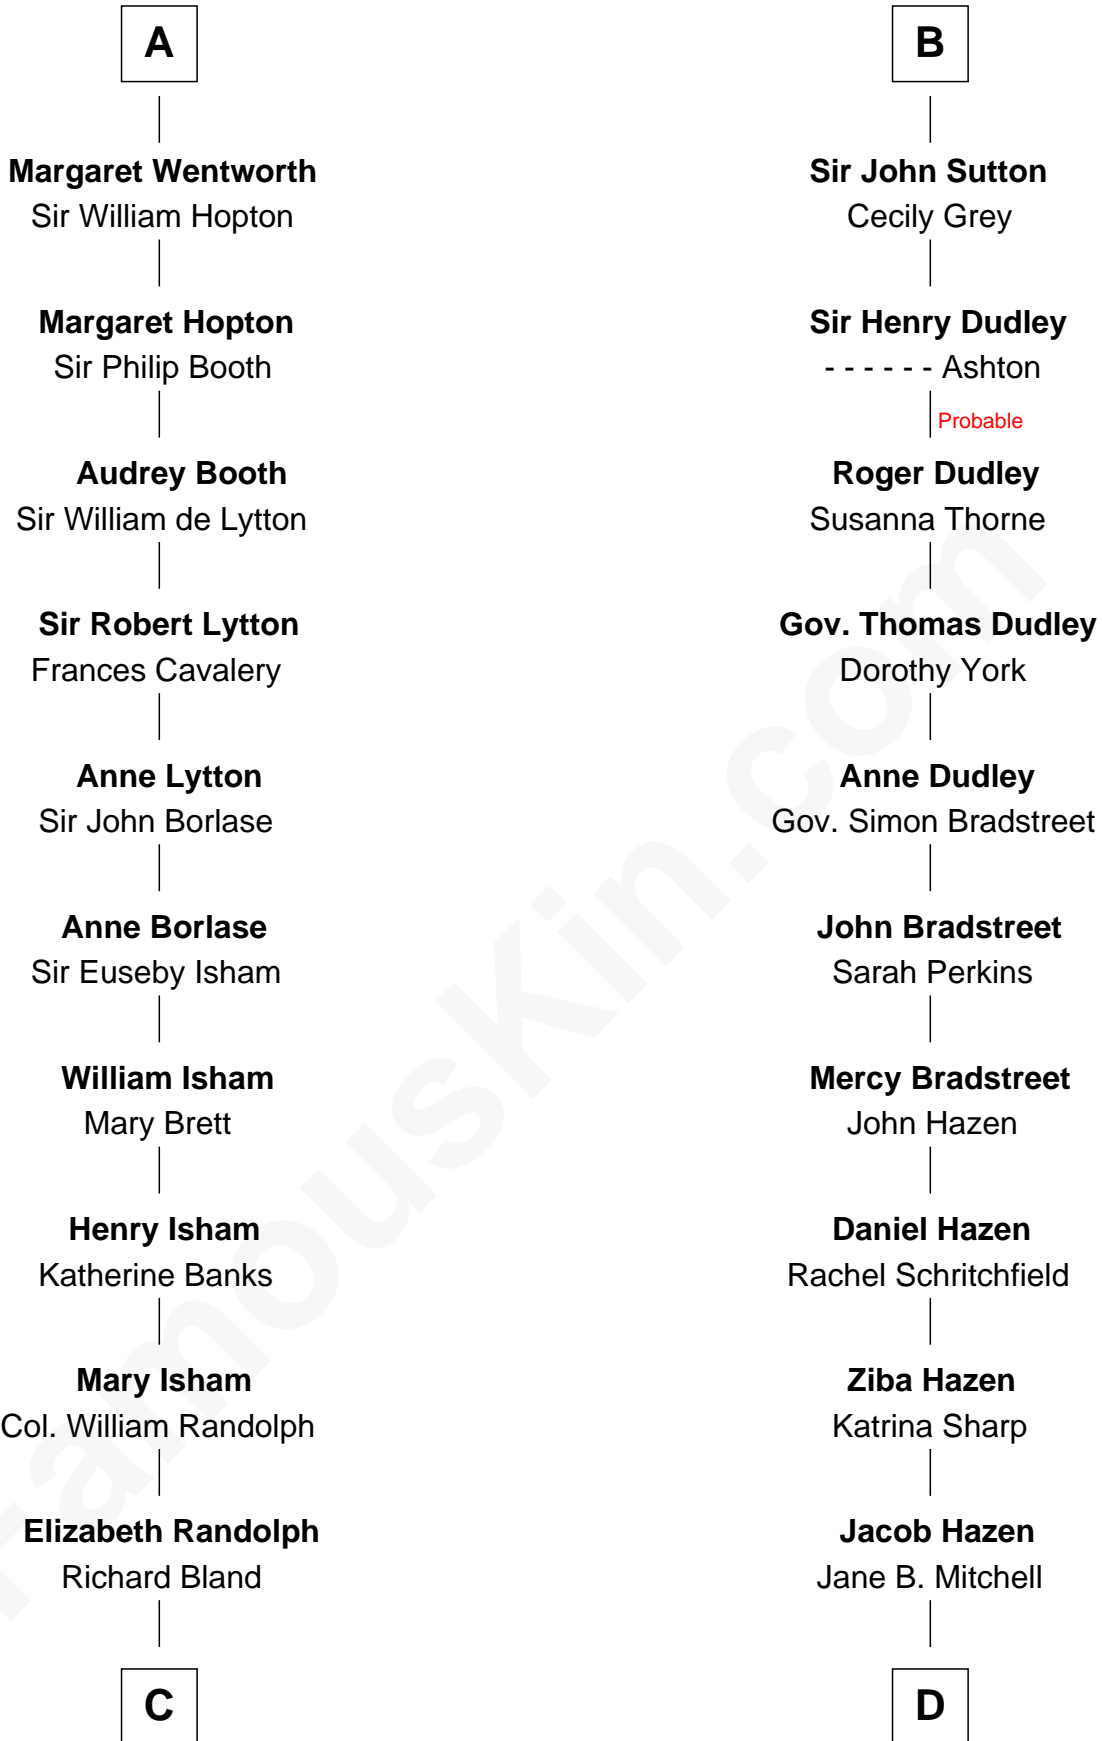 A
Margaret Wentworth
Sir William Hopton
Margaret Hopton
Sir Philip Booth
Audrey Booth
Sir William de Lytton
Sir Robert Lytton
Frances Cavalery
Anne Lytton
Sir John Borlase
Anne Borlase
Sir Euseby Isham
William Isham
Mary Brett
Henry Isham
Katherine Banks
Mary Isham
Col. William Randolph
Elizabeth Randolph
Richard Bland
C
B
Sir John Sutton
Cecily Grey
Sir Henry Dudley
- - - - - - Ashton
Probable
Roger Dudley
Susanna Thorne
Gov. Thomas Dudley
Dorothy York
Anne Dudley
Gov. Simon Bradstreet
John Bradstreet
Sarah Perkins
Mercy Bradstreet
John Hazen
Daniel Hazen
Rachel Schritchfield
Ziba Hazen
Katrina Sharp
Jacob Hazen
Jane B. Mitchell
D
FamousKin.com